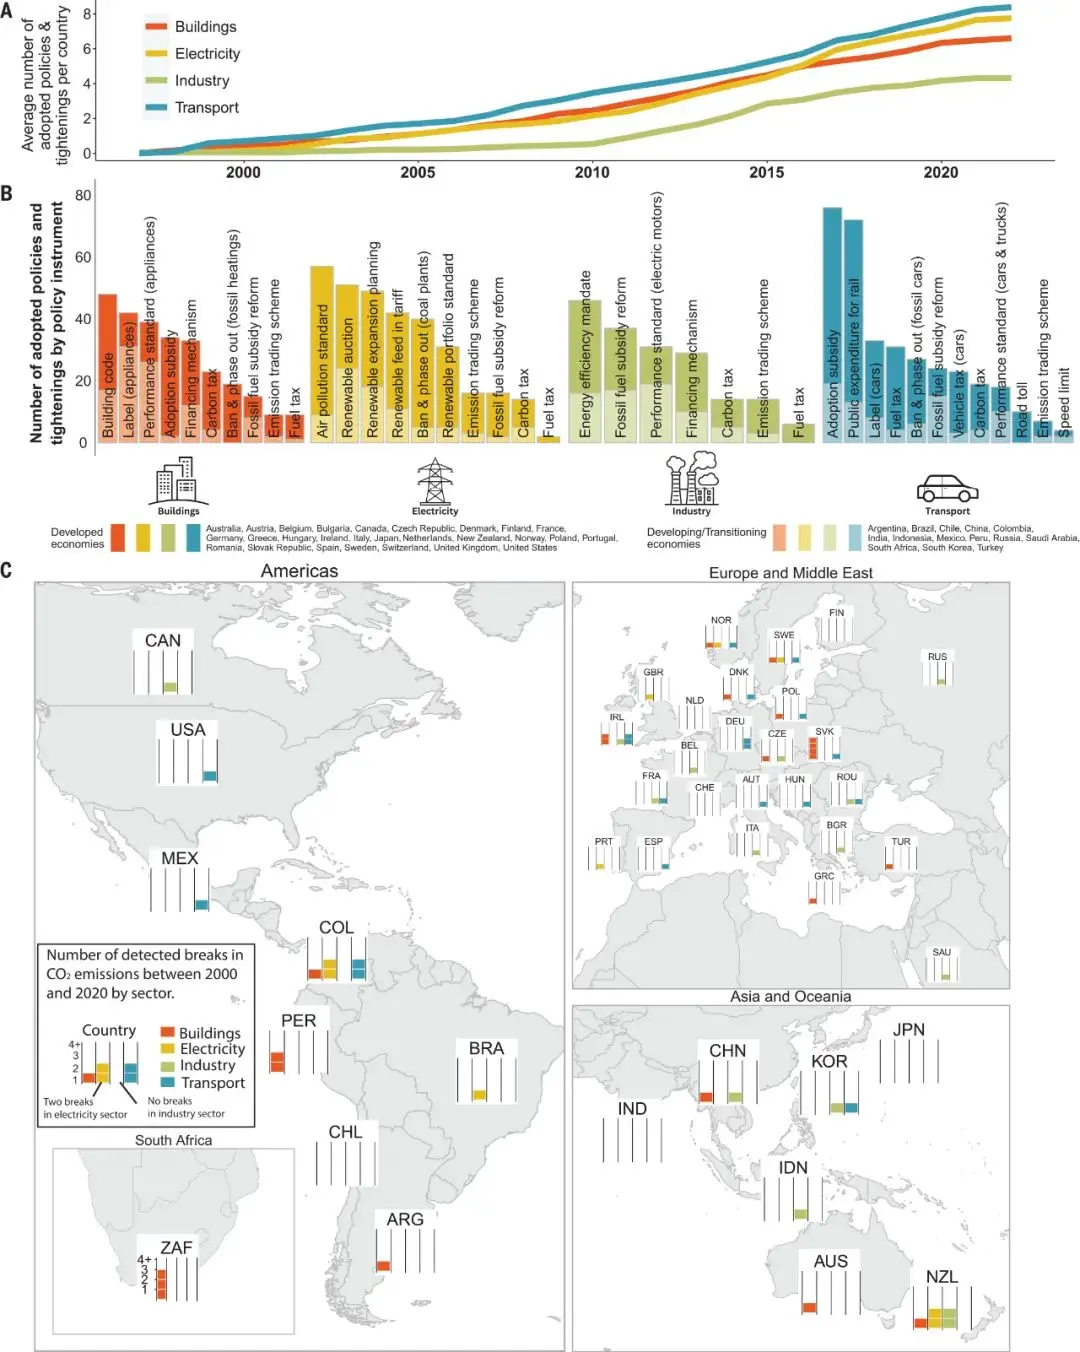 A
Average number of
adopted policies &
tightenings per country
8
6
4
2
0
Buildings
Electricity
Industry
Transport
2000
2005
2010
2015
2020
B
Number of adopted policies and
tightenings by policy instrument
80
60
40
20
0
Building code
Label (appliances)
Performance standard (appliances)
Adoption subsidy
Financing mechanism
Carbon tax
Ban & phase out (fossil heatings)
Fossil fuel subsidy reform
Emission trading scheme
Fuel tax
Air pollution standard
Renewable auction
Renewable expansion planning
Renewable feed in tariff
Ban & phase out (coal plants)
Renewable portfolio standard
Emission trading scheme
Fossil fuel subsidy reform
Carbon tax
Fuel tax
Energy efficiency mandate
Fossil fuel subsidy reform
Performance standard (electric motors)
Financing mechanism
Carbon tax
Emission trading scheme
Fuel tax
Adoption subsidy
Public expenditure for rail
Label (cars)
Fuel tax
Ban & phase out (fossil cars)
Fossil fuel subsidy reform
Vehicle tax (cars)
Carbon tax
Performance standard (cars & trucks)
Road toll
Emission trading scheme
Speed limit
Buildings
Electricity
Industry
Transport
Developed
economies
Australia, Austria, Belgium, Bulgaria, Canada, Czech Republic, Denmark, Finland, France,
Germany, Greece, Hungary, Ireland, Italy, Japan, Netherlands, New Zealand, Norway, Poland, Portugal,
Romania, Slovak Republic, Spain, Sweden, Switzerland, United Kingdom, United States
Developing/Transitioning
economies
Argentina, Brazil, Chile, China, Colombia,
India, Indonesia, Mexico, Peru, Russia, Saudi Arabia,
South Africa, South Korea, Turkey
C
Americas
CAN
USA
MEX
COL
PER
BRA
CHL
ARG
Number of detected breaks in
CO₂ emissions between 2000
and 2020 by sector.
Country
4+
3
2
1
Buildings
Electricity
Industry
Transport
Two breaks
in electricity sector
No breaks
in industry sector
South Africa
ZAF
4+
3
2
1
Europe and Middle East
NOR
FIN
SWE
RUS
GBR
DNK
NLD
POL
IRL
DEU
CZE
SVK
BEL
FRA
CHE
AUT
HUN
ROU
PRT
ESP
ITA
BGR
TUR
GRC
SAU
Asia and Oceania
JPN
CHN
KOR
IND
IDN
AUS
NZL